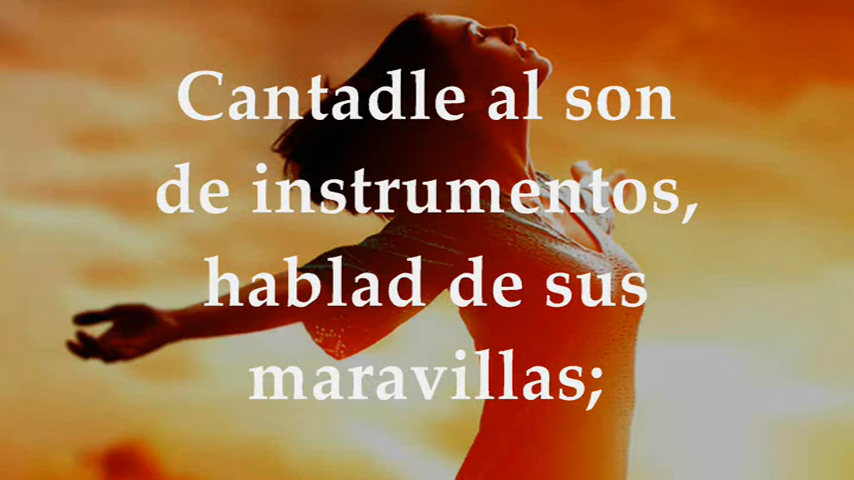 Cantadle al son
de instrumentos,
hablad de sus
maravillas;